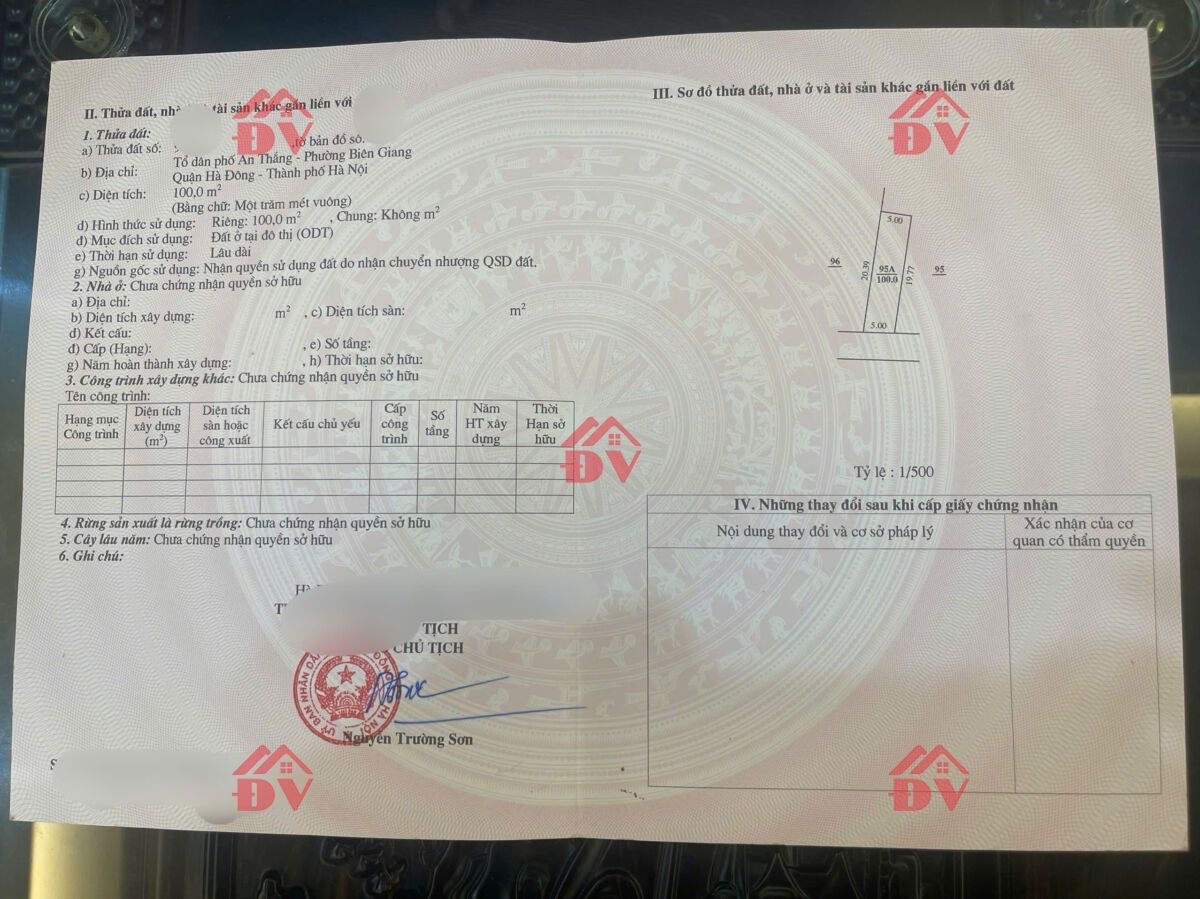 II. Thửa đất, nhà tài sản khác gắn liền với
1. Thửa đất:
a) Thửa đất số: tờ bản đồ số:
b) Địa chỉ: Tổ dân phố An Thắng - Phường Biên Giang
Quận Hà Đông - Thành phố Hà Nội
c) Diện tích: 100,0 m²
(Bằng chữ: Một trăm mét vuông)
d) Hình thức sử dụng: Riêng: 100,0 m² , Chung: Không m²
đ) Mục đích sử dụng: Đất ở tại đô thị (ODT)
e) Thời hạn sử dụng: Lâu dài
g) Nguồn gốc sử dụng: Nhận quyền sử dụng đất do nhận chuyển nhượng QSD đất.
2. Nhà ở: Chưa chứng nhận quyền sở hữu
a) Địa chỉ:
b) Diện tích xây dựng: m² , c) Diện tích sàn: m²
d) Kết cấu:
đ) Cấp (Hạng): , e) Số tầng:
g) Năm hoàn thành xây dựng: , h) Thời hạn sở hữu:
3. Công trình xây dựng khác: Chưa chứng nhận quyền sở hữu
Tên công trình:
Hạng mục Công trình
Diện tích xây dựng (m²)
Diện tích sàn hoặc công xuất
Kết cấu chủ yếu
Cấp công trình
Số tầng
Năm HT xây dựng
Thời Hạn sở hữu
4. Rừng sản xuất là rừng trồng: Chưa chứng nhận quyền sở hữu
5. Cây lâu năm: Chưa chứng nhận quyền sở hữu
6. Ghi chú:
TỊCH
CHỦ TỊCH
Nguyễn Trường Sơn
III. Sơ đồ thửa đất, nhà ở và tài sản khác gắn liền với đất
5.00
96
20.39
95A
100.0
19.77
95
5.00
Tỷ lệ : 1/500
IV. Những thay đổi sau khi cấp giấy chứng nhận
Nội dung thay đổi và cơ sở pháp lý
Xác nhận của cơ
quan có thẩm quyền
ĐV
ĐV
ĐV
ĐV
ĐV